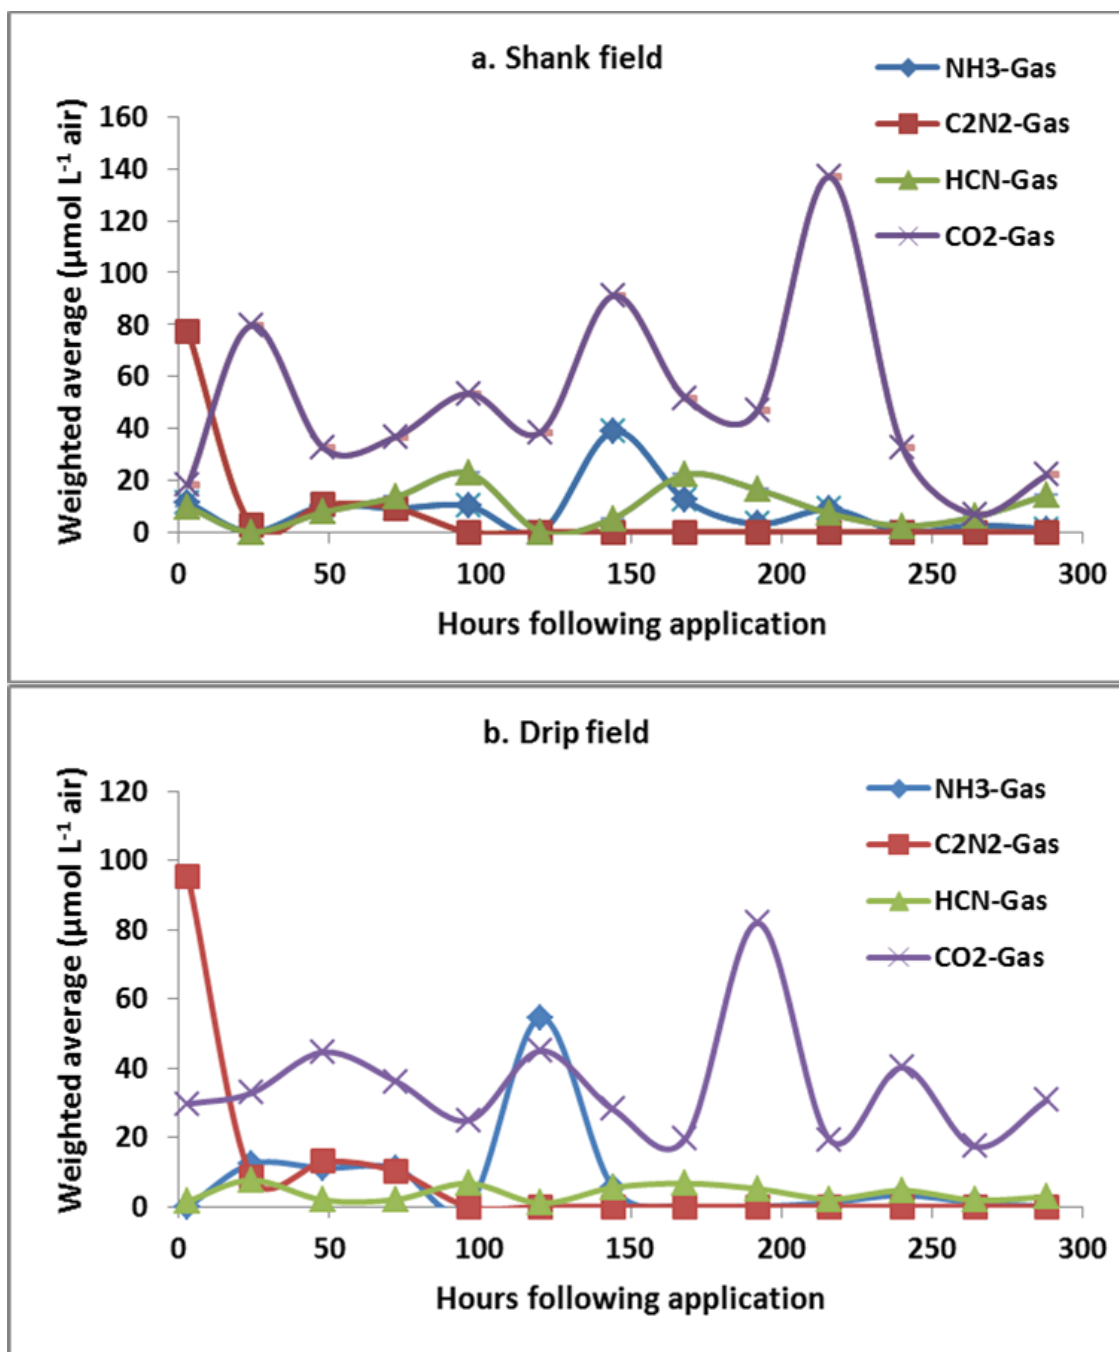 a. Shank field
NH3-Gas
C2N2-Gas
HCN-Gas
CO2-Gas
Weighted average (µmol L⁻¹ air)
160
140
120
100
80
60
40
20
0
0 50 100 150 200 250 300
Hours following application
b. Drip field
NH3-Gas
C2N2-Gas
HCN-Gas
CO2-Gas
Weighted average (µmol L⁻¹ air)
120
100
80
60
40
20
0
0 50 100 150 200 250 300
Hours following application